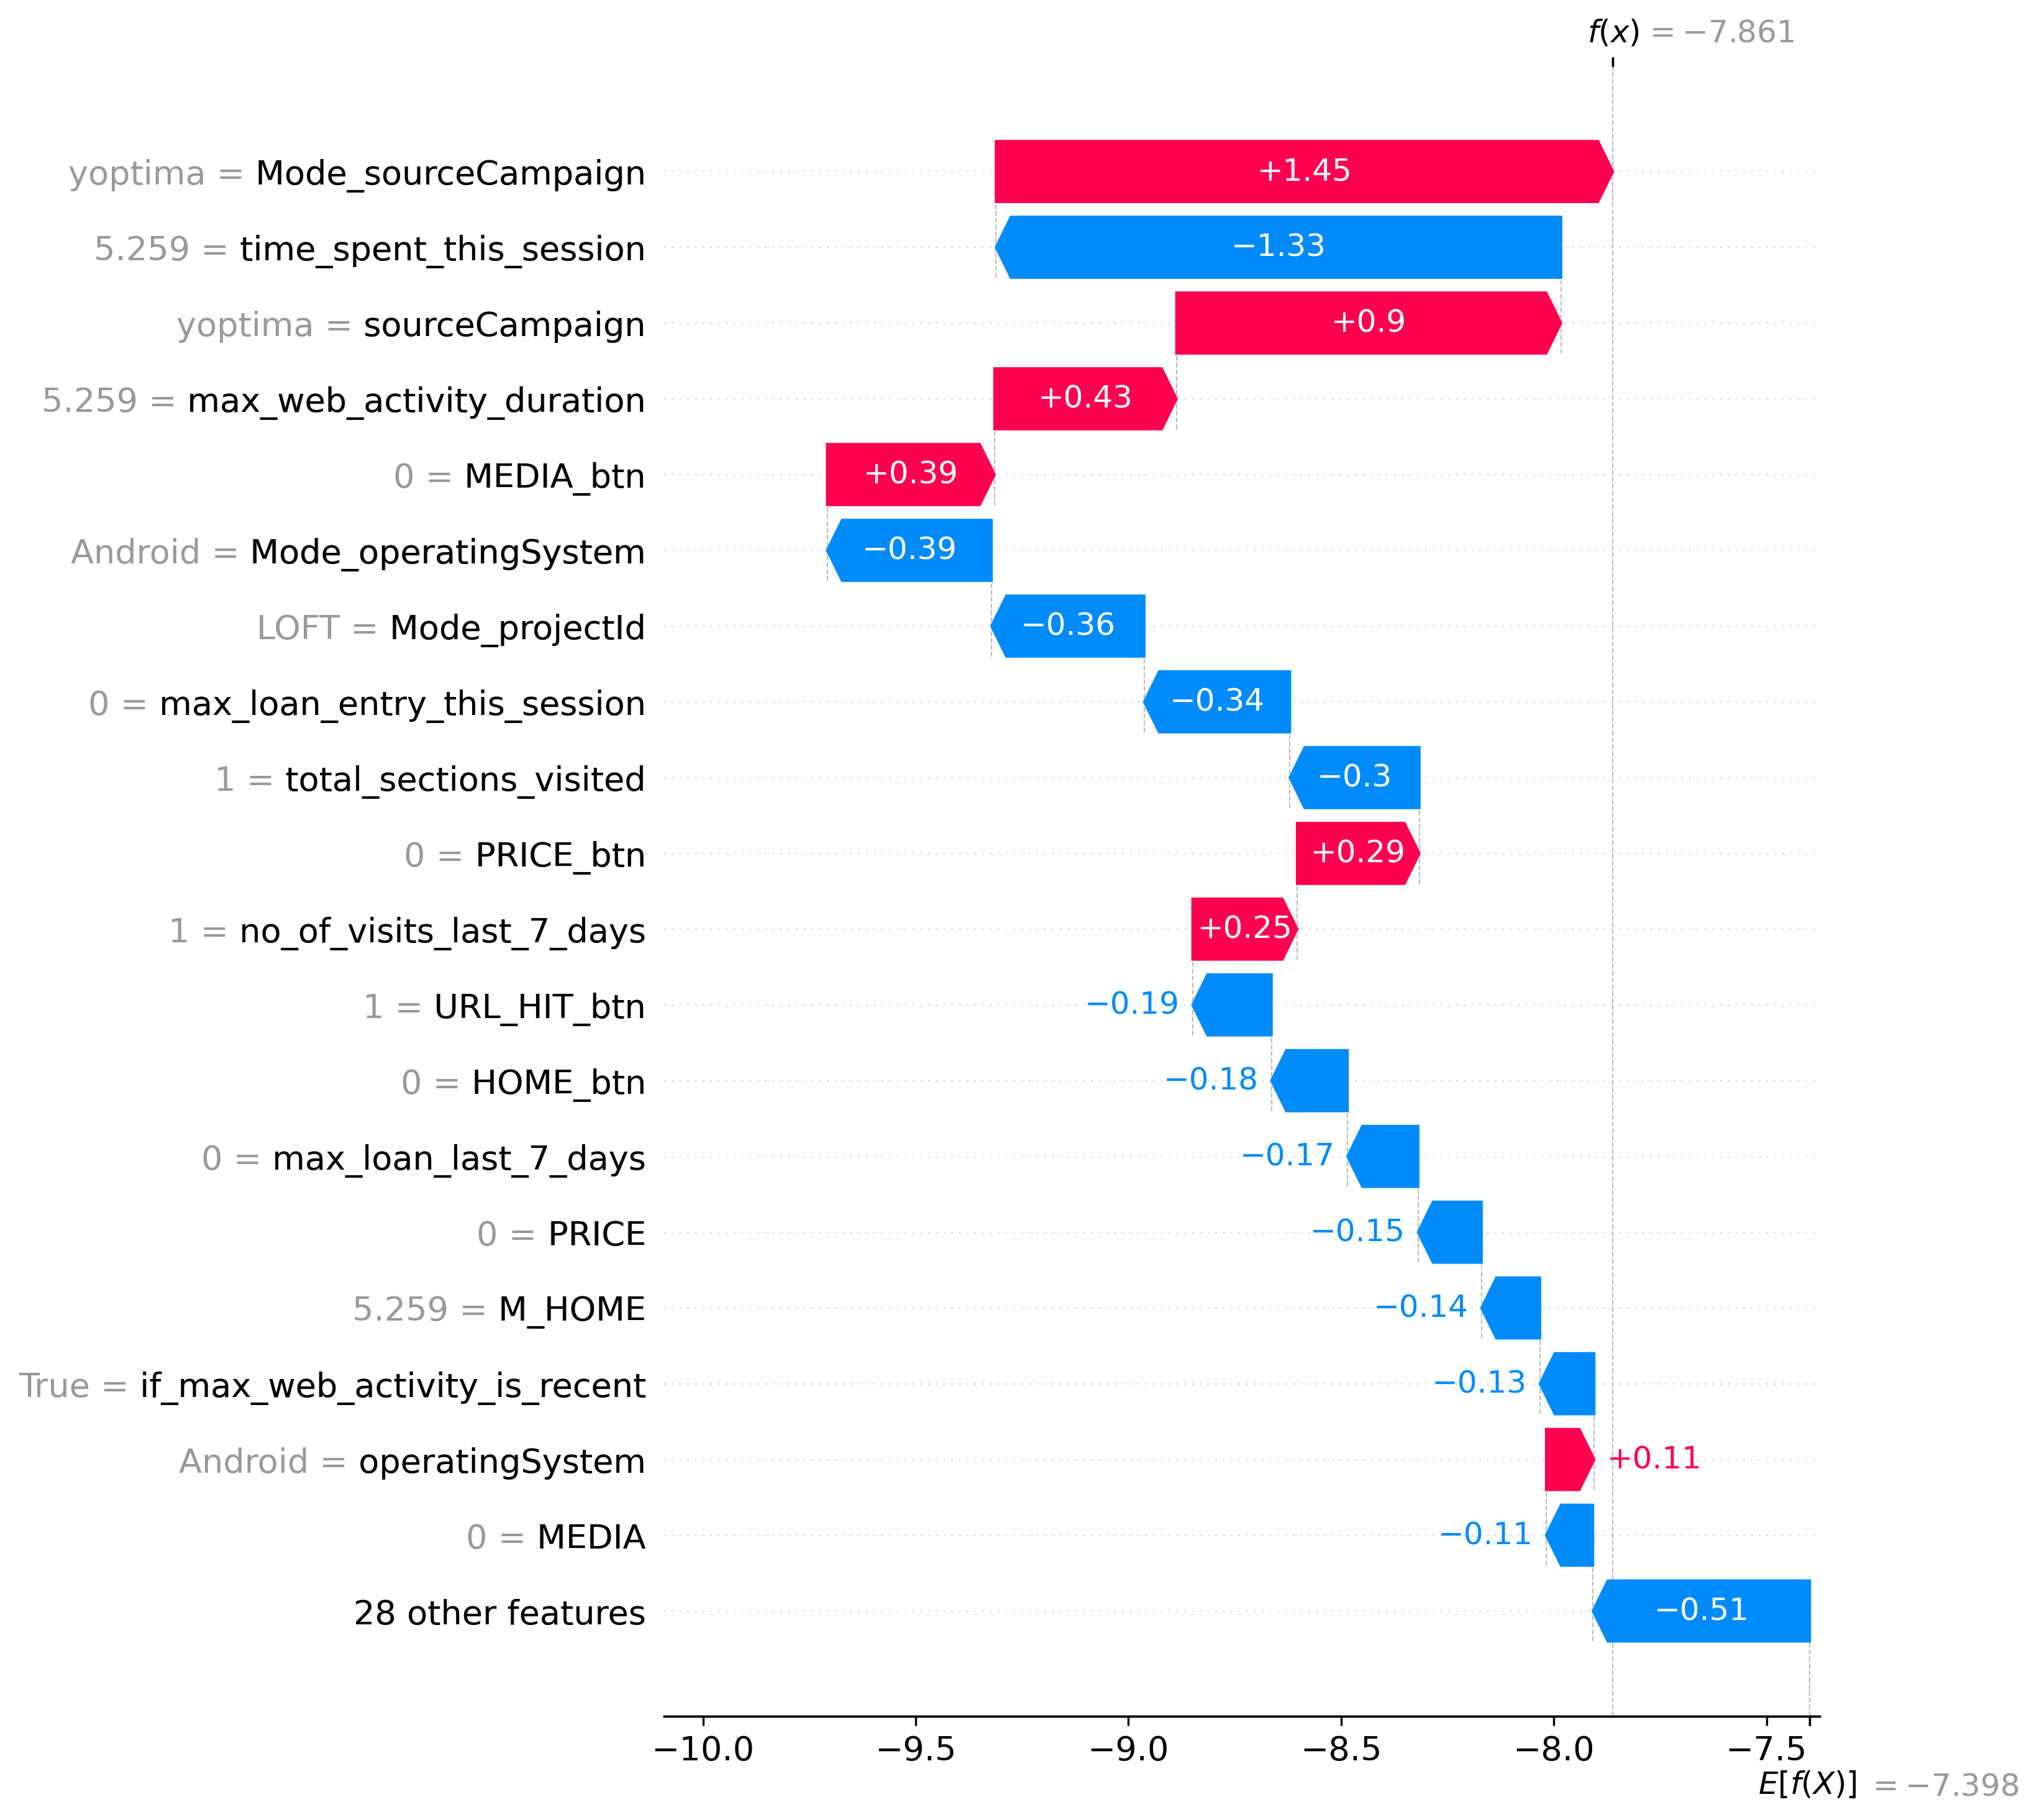 f(x) = −7.861
yoptima = Mode_sourceCampaign +1.45
5.259 = time_spent_this_session −1.33
yoptima = sourceCampaign +0.9
5.259 = max_web_activity_duration +0.43
0 = MEDIA_btn +0.39
Android = Mode_operatingSystem −0.39
LOFT = Mode_projectId −0.36
0 = max_loan_entry_this_session −0.34
1 = total_sections_visited −0.3
0 = PRICE_btn +0.29
1 = no_of_visits_last_7_days +0.25
1 = URL_HIT_btn −0.19
0 = HOME_btn −0.18
0 = max_loan_last_7_days −0.17
0 = PRICE −0.15
5.259 = M_HOME −0.14
True = if_max_web_activity_is_recent −0.13
Android = operatingSystem +0.11
0 = MEDIA −0.11
28 other features −0.51
−10.0 −9.5 −9.0 −8.5 −8.0 −7.5
E[f(X)] = −7.398